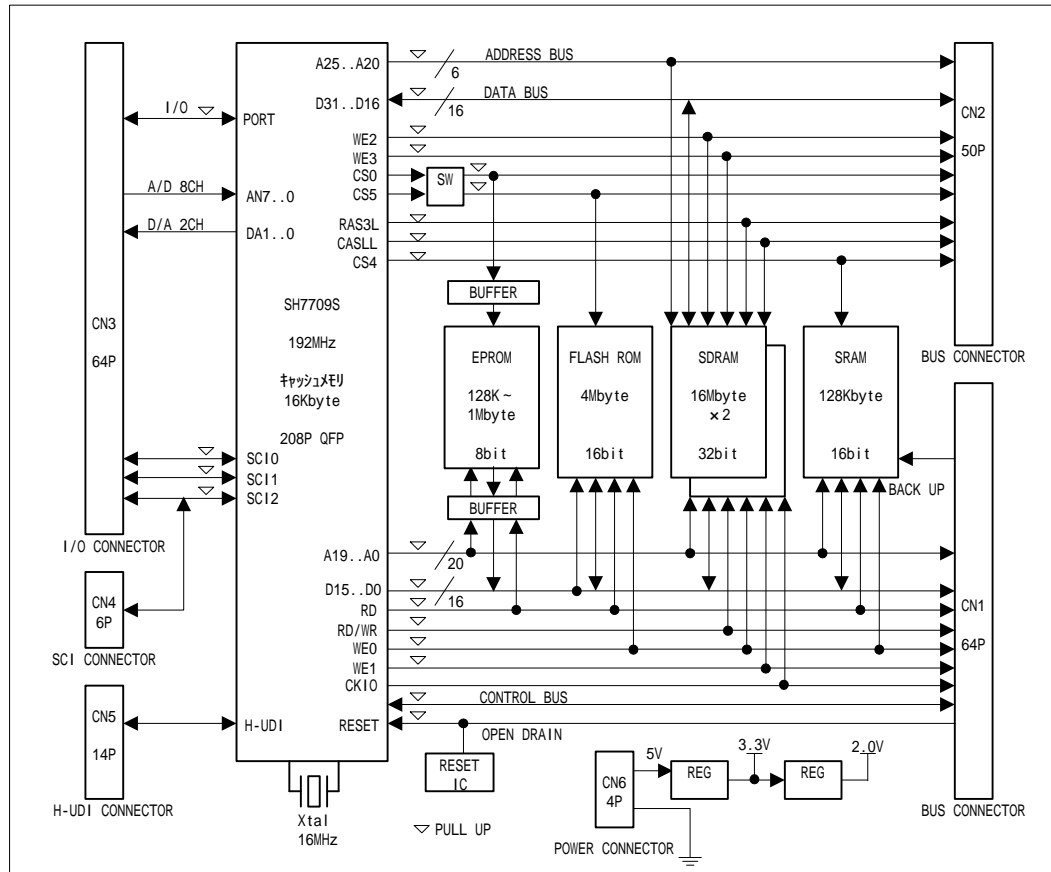 A25..A20
ADDRESS BUS
6
D31..D16
DATA BUS
16
I/O
PORT
WE2
WE3
CS0
SW
CS5
A/D 8CH
AN7..0
D/A 2CH
DA1..0
RAS3L
CASLL
CS4
CN2
50P
BUS CONNECTOR
CN3
64P
I/O CONNECTOR
SH7709S
192MHz
ｷｬｯｼｭﾒﾓﾘ
16Kbyte
208P QFP
BUFFER
EPROM
128K～
1Mbyte
8bit
BUFFER
FLASH ROM
4Mbyte
16bit
SDRAM
16Mbyte
×2
32bit
SRAM
128Kbyte
16bit
BACK UP
SCI0
SCI1
SCI2
A19..A0
20
D15..D0
16
RD
RD/WR
WE0
WE1
CKIO
CONTROL BUS
RESET
OPEN DRAIN
CN1
64P
BUS CONNECTOR
CN4
6P
SCI CONNECTOR
CN5
14P
H-UDI CONNECTOR
H-UDI
Xtal
16MHz
RESET
IC
▽ PULL UP
CN6
4P
POWER CONNECTOR
5V
REG
3.3V
REG
2.0V